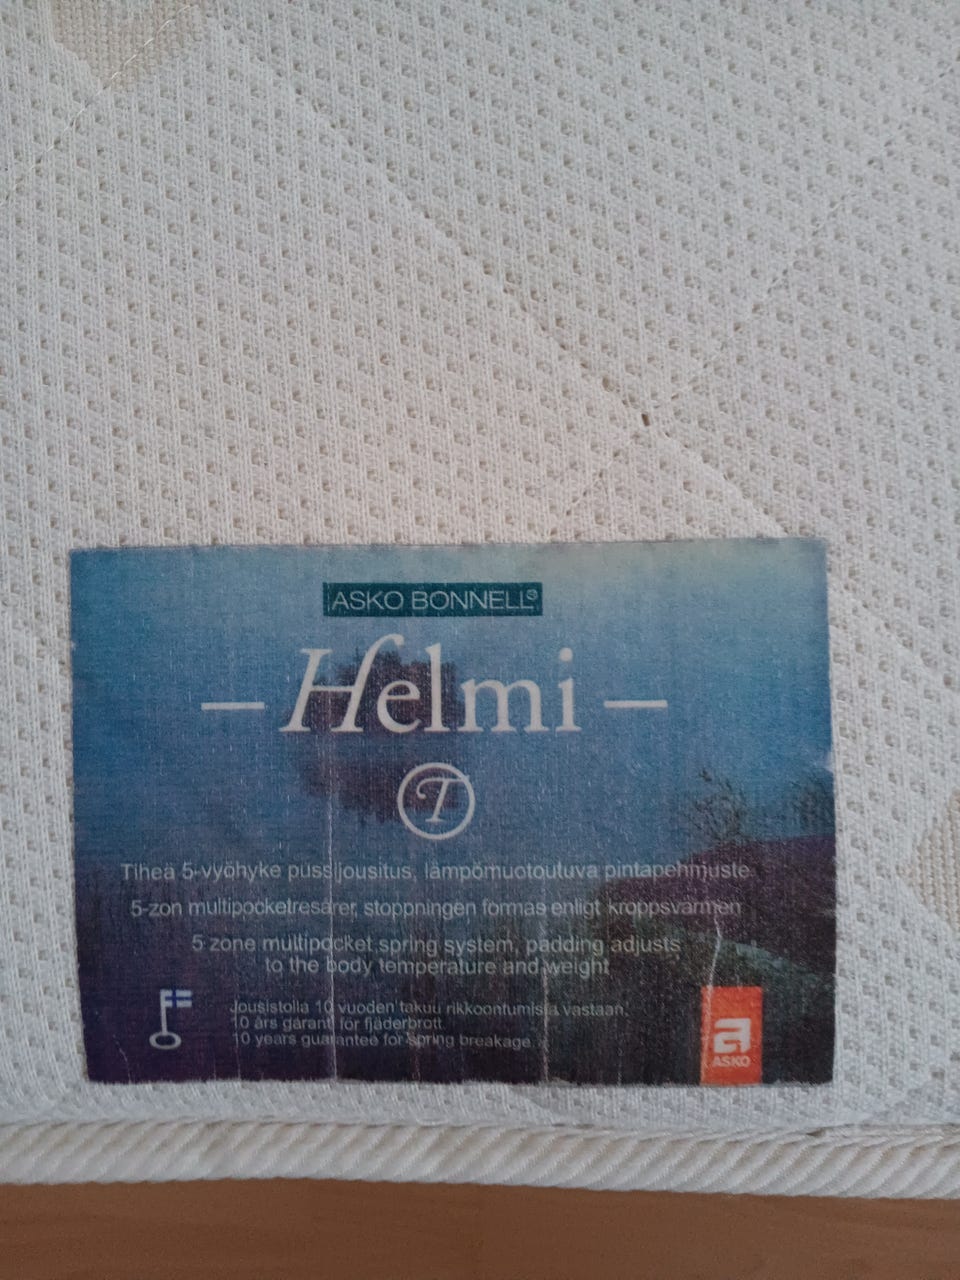 ASKO BONNELL®
— Helmi —
T
Tiheä 5-vyöhyke pussijousitus, lämpömuotoutuva pintapehmuste.
5-zon multipocketresårer, stoppningen formas enligt kroppsvärmen
5 zone multipocket spring system, padding adjusts
to the body temperature and weight
Jousistolla 10 vuoden takuu rikkoontumista vastaan.
10 års garanti för fjäderbrott.
10 years guarantee for spring breakage.
a
ASKO